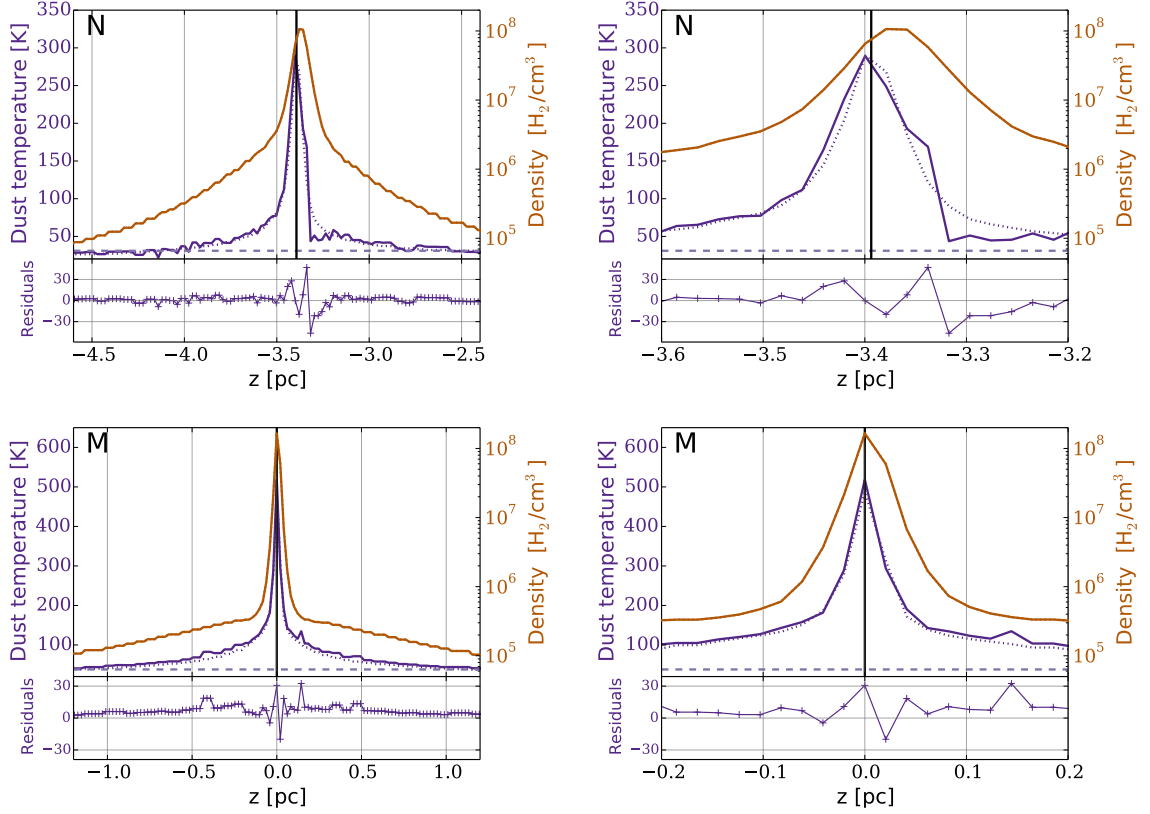 N
Dust temperature [K]
350
300
250
200
150
100
50
10^8
10^7
10^6
10^5
Density [H_2/cm^3]
Residuals
30
0
−30
−4.5 −4.0 −3.5 −3.0 −2.5
z [pc]
N
Dust temperature [K]
350
300
250
200
150
100
50
10^8
10^7
10^6
10^5
Density [H_2/cm^3]
Residuals
30
0
−30
−3.6 −3.5 −3.4 −3.3 −3.2
z [pc]
M
Dust temperature [K]
600
500
400
300
200
100
10^8
10^7
10^6
10^5
Density [H_2/cm^3]
Residuals
30
0
−30
−1.0 −0.5 0.0 0.5 1.0
z [pc]
M
Dust temperature [K]
600
500
400
300
200
100
10^8
10^7
10^6
10^5
Density [H_2/cm^3]
Residuals
30
0
−30
−0.2 −0.1 0.0 0.1 0.2
z [pc]